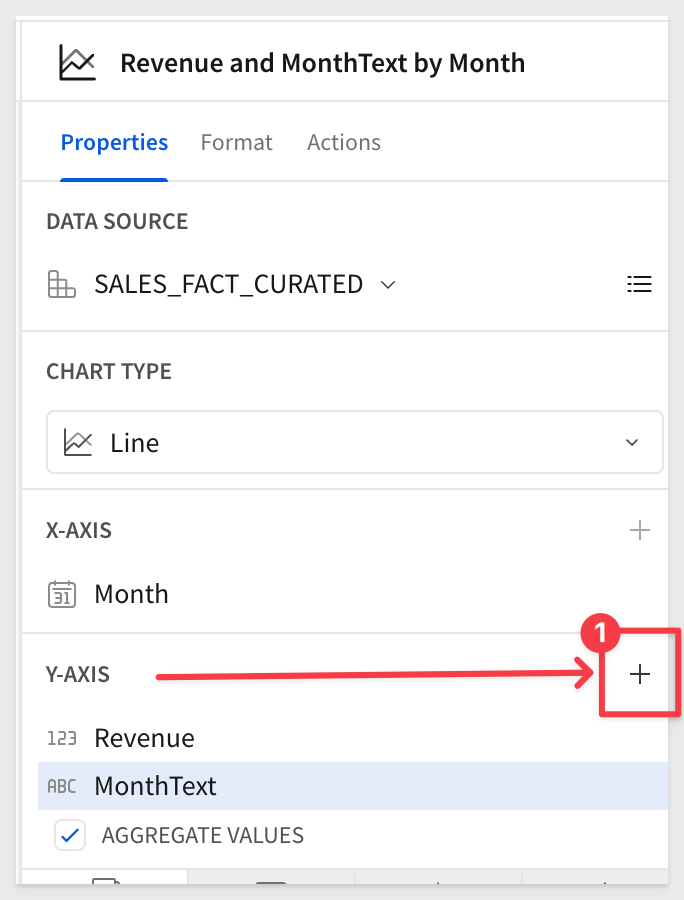 Revenue and MonthText by Month
Properties Format Actions
DATA SOURCE
SALES_FACT_CURATED
CHART TYPE
Line
X-AXIS
31 Month
1
Y-AXIS
123 Revenue
ABC MonthText
AGGREGATE VALUES